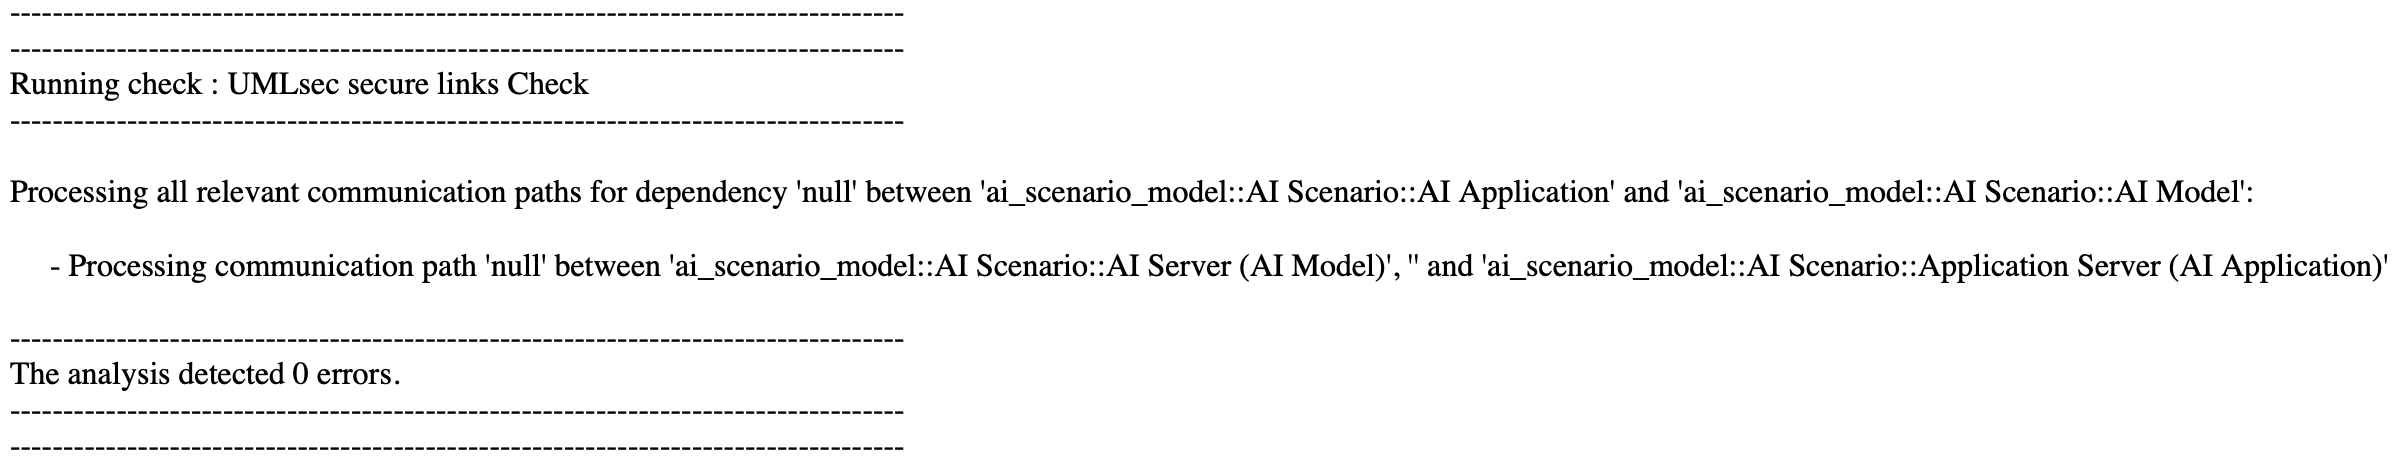 --------------------------------------------------------------------------------------
--------------------------------------------------------------------------------------
Running check : UMLsec secure links Check
--------------------------------------------------------------------------------------
Processing all relevant communication paths for dependency 'null' between 'ai_scenario_model::AI Scenario::AI Application' and 'ai_scenario_model::AI Scenario::AI Model':
- Processing communication path 'null' between 'ai_scenario_model::AI Scenario::AI Server (AI Model)', '' and 'ai_scenario_model::AI Scenario::Application Server (AI Application)'
--------------------------------------------------------------------------------------
The analysis detected 0 errors.
--------------------------------------------------------------------------------------
--------------------------------------------------------------------------------------